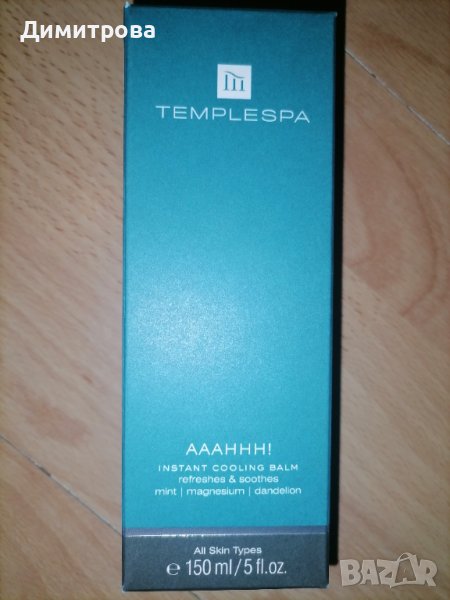 Димитрова
TEMPLESPA
AAAHHH!
INSTANT COOLING BALM
refreshes & soothes
mint | magnesium | dandelion
All Skin Types
e 150 ml/5 fl.oz.
BAZAR